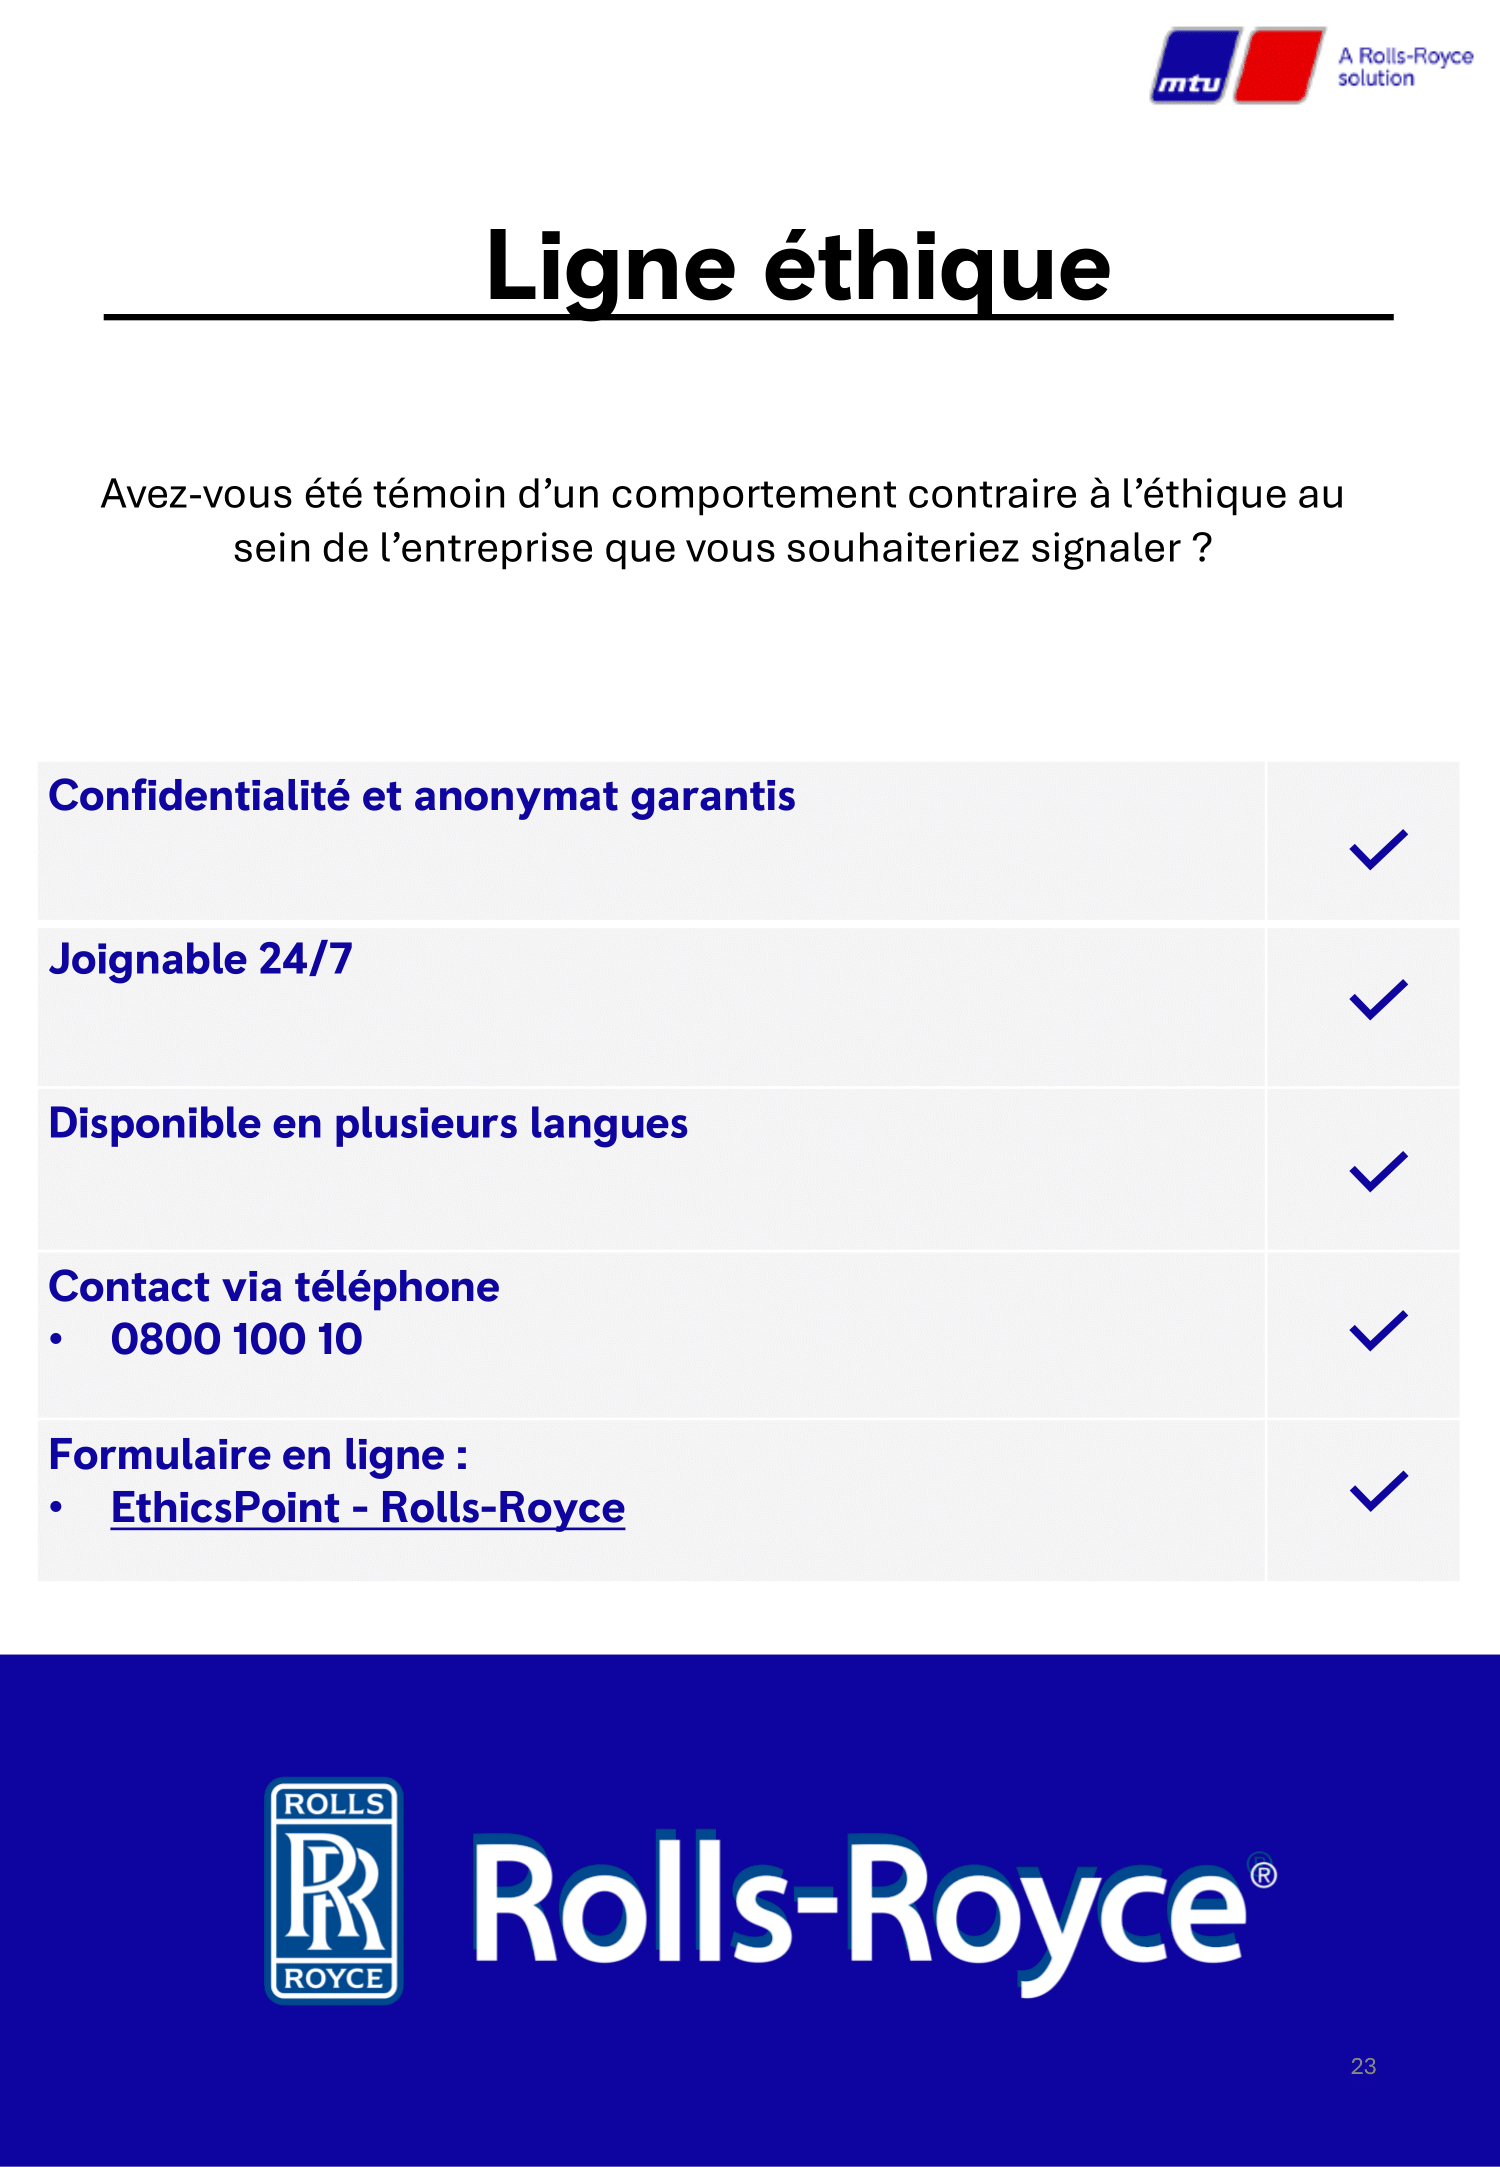 mtu
A Rolls-Royce
solution
Ligne éthique
Avez-vous été témoin d’un comportement contraire à l’éthique au
sein de l’entreprise que vous souhaiteriez signaler ?
Confidentialité et anonymat garantis
Joignable 24/7
Disponible en plusieurs langues
Contact via téléphone
• 0800 100 10
Formulaire en ligne :
• EthicsPoint - Rolls-Royce
ROLLS
RR
ROYCE
Rolls-Royce®
23